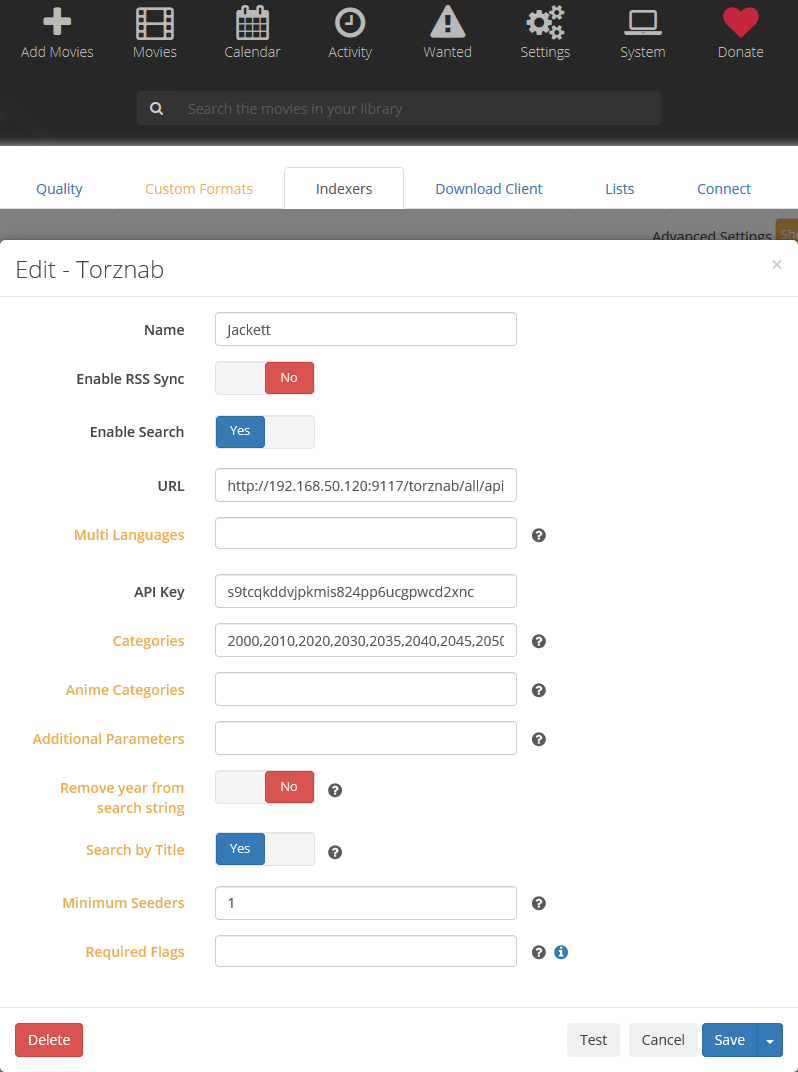 Add Movies Movies Calendar Activity Wanted Settings System Donate
Search the movies in your library
Quality Custom Formats Indexers Download Client Lists Connect
Advanced Settings
Edit - Torznab ×
Name Jackett
Enable RSS Sync No
Enable Search Yes
URL http://192.168.50.120:9117/torznab/all/api
Multi Languages
API Key s9tcqkddvjpkmis824pp6ucgpwcd2xnc
Categories 2000,2010,2020,2030,2035,2040,2045,2050
Anime Categories
Additional Parameters
Remove year from
search string No
Search by Title Yes
Minimum Seeders 1
Required Flags
Delete Test Cancel Save